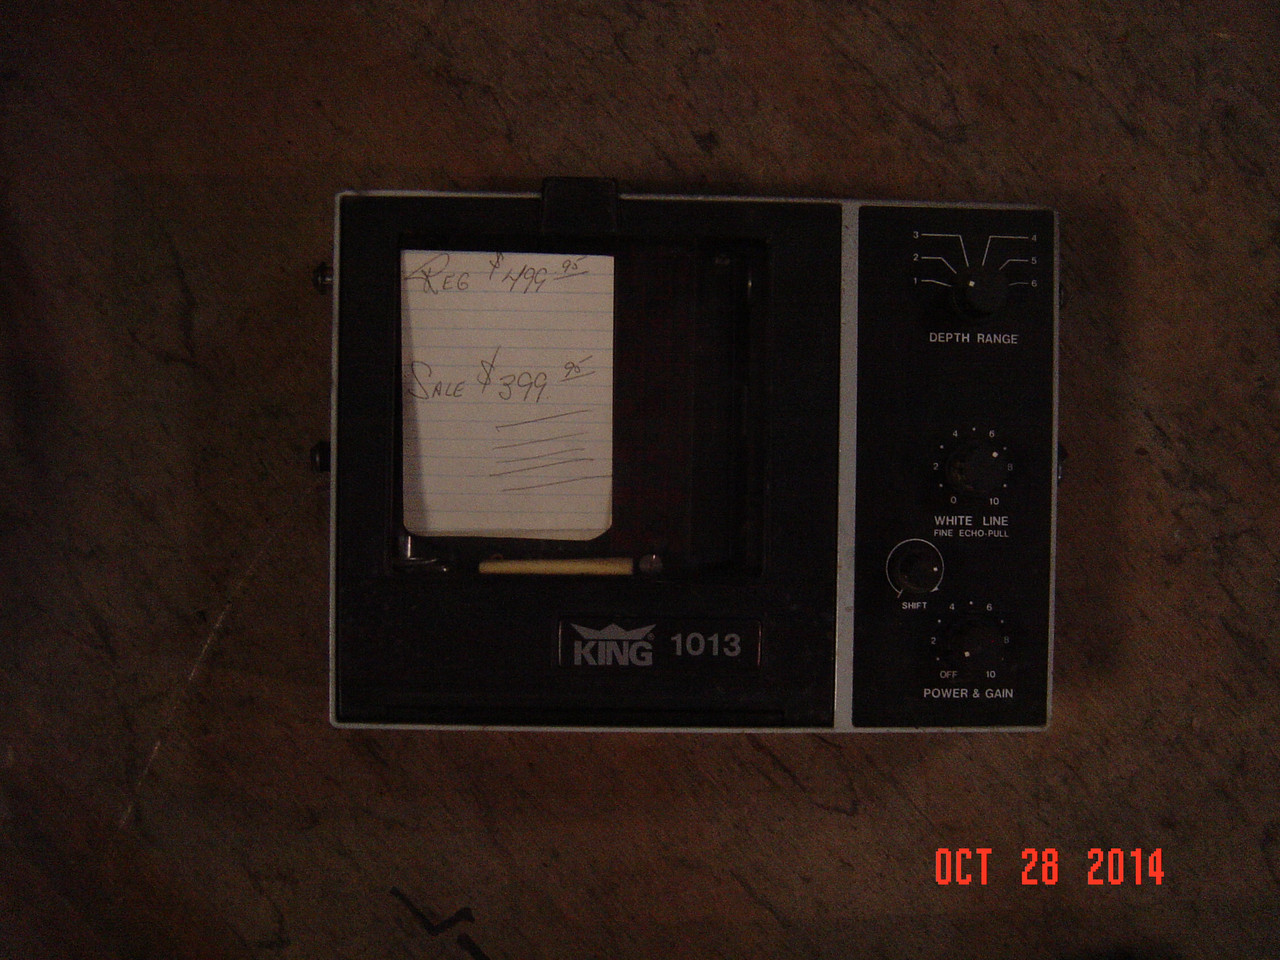 REG $499.95
SALE $399.95
KING® 1013
3 4
2 5
1 6
DEPTH RANGE
4 6
2 8
0 10
WHITE LINE
FINE ECHO-PULL
SHIFT
4 6
2 8
OFF 10
POWER & GAIN
OCT 28 2014